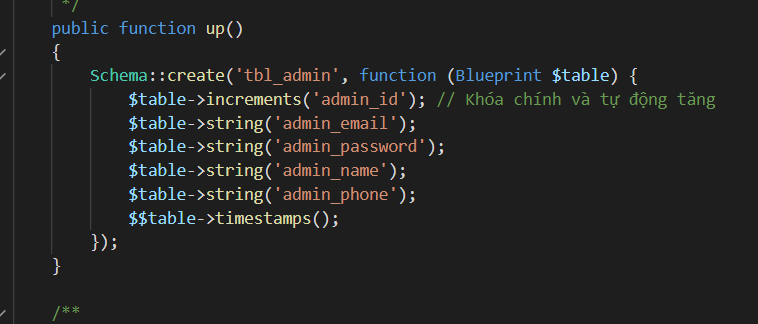 */
public function up()
{
Schema::create('tbl_admin', function (Blueprint $table) {
$table->increments('admin_id'); // Khóa chính và tự động tăng
$table->string('admin_email');
$table->string('admin_password');
$table->string('admin_name');
$table->string('admin_phone');
$$table->timestamps();
});
}
/**